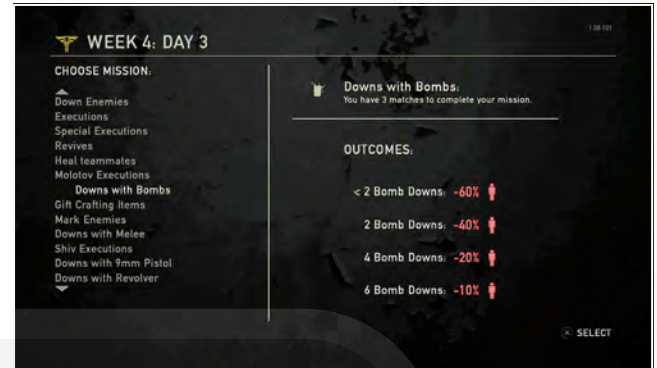 1.08.101
WEEK 4: DAY 3
CHOOSE MISSION:
Down Enemies
Executions
Special Executions
Revives
Heal teammates
Molotov Executions
Downs with Bombs
Gift Crafting Items
Mark Enemies
Downs with Melee
Shiv Executions
Downs with 9mm Pistol
Downs with Revolver
Downs with Bombs:
You have 3 matches to complete your mission.
OUTCOMES:
< 2 Bomb Downs: -60%
2 Bomb Downs: -40%
4 Bomb Downs: -20%
6 Bomb Downs: -10%
SELECT